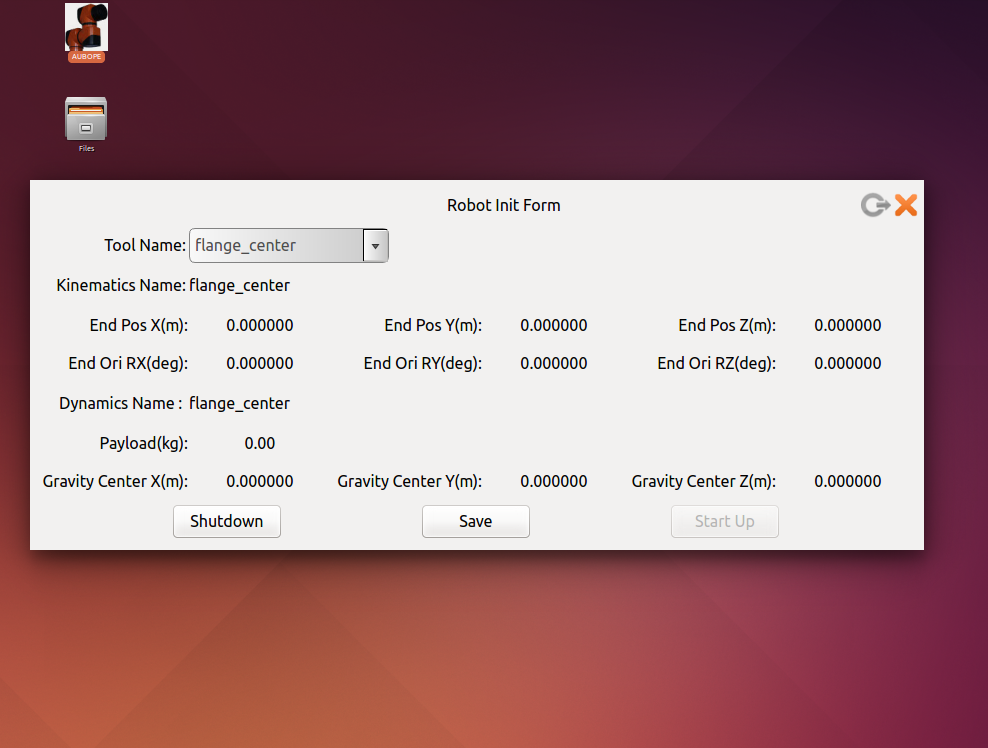 AUBOPE
Files
Robot Init Form
Tool Name: flange_center
Kinematics Name: flange_center
End Pos X(m): 0.000000 End Pos Y(m): 0.000000 End Pos Z(m): 0.000000
End Ori RX(deg): 0.000000 End Ori RY(deg): 0.000000 End Ori RZ(deg): 0.000000
Dynamics Name : flange_center
Payload(kg): 0.00
Gravity Center X(m): 0.000000 Gravity Center Y(m): 0.000000 Gravity Center Z(m): 0.000000
Shutdown Save Start Up